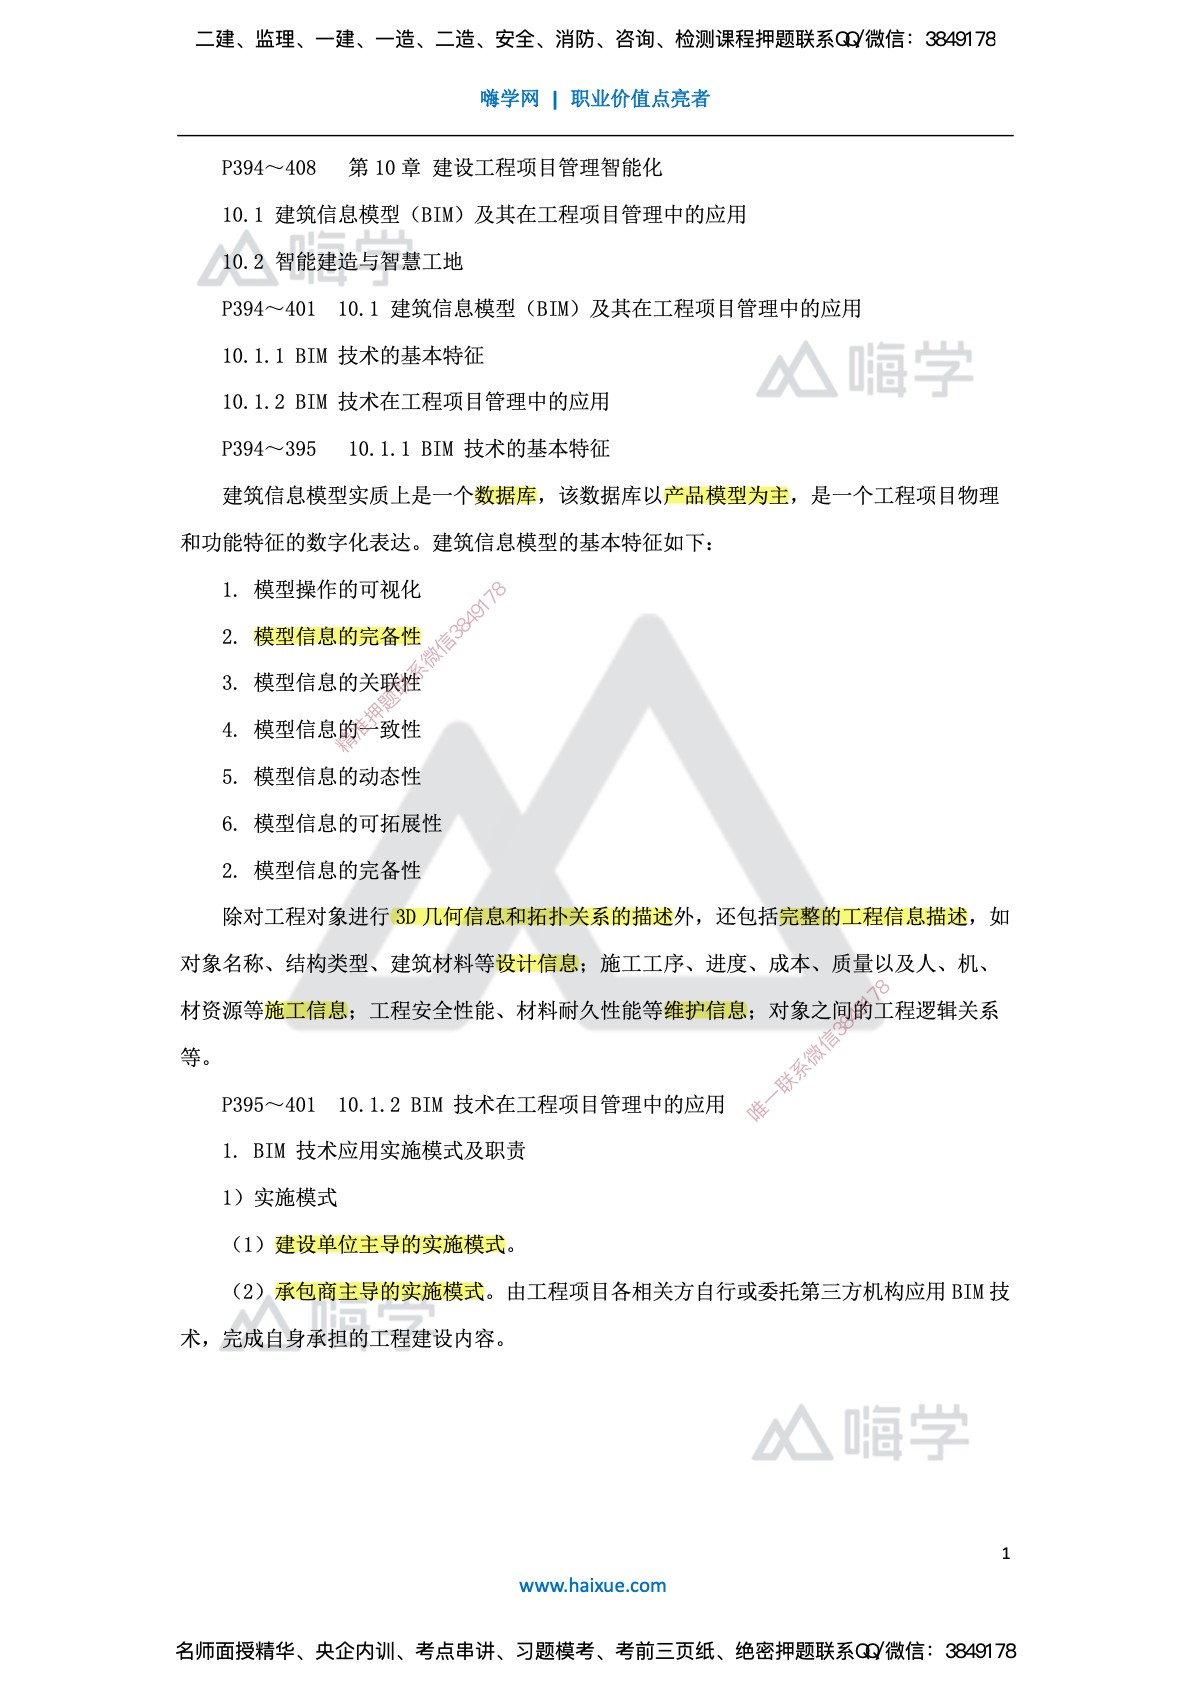 二建、监理、一建、一造、二造、安全、消防、咨询、检测课程押题联系QQ/微信：3849178
嗨学网 | 职业价值点亮者
P394～408 第 10 章 建设工程项目管理智能化
10.1 建筑信息模型（BIM）及其在工程项目管理中的应用
嗨学
10.2 智能建造与智慧工地
P394～401 10.1 建筑信息模型（BIM）及其在工程项目管理中的应用
10.1.1 BIM 技术的基本特征
嗨学
10.1.2 BIM 技术在工程项目管理中的应用
P394～395 10.1.1 BIM 技术的基本特征
建筑信息模型实质上是一个数据库，该数据库以产品模型为主，是一个工程项目物理
和功能特征的数字化表达。建筑信息模型的基本特征如下：
1. 模型操作的可视化
2. 模型信息的完备性
3. 模型信息的关联性
精准押题联系微信3849178
4. 模型信息的一致性
5. 模型信息的动态性
6. 模型信息的可拓展性
2. 模型信息的完备性
除对工程对象进行 3D 几何信息和拓扑关系的描述外，还包括完整的工程信息描述，如
对象名称、结构类型、建筑材料等设计信息；施工工序、进度、成本、质量以及人、机、
材资源等施工信息；工程安全性能、材料耐久性能等维护信息；对象之间的工程逻辑关系
等。
唯一联系微信3849178
P395～401 10.1.2 BIM 技术在工程项目管理中的应用
1. BIM 技术应用实施模式及职责
1）实施模式
（1）建设单位主导的实施模式。
（2）承包商主导的实施模式。由工程项目各相关方自行或委托第三方机构应用 BIM 技
嗨学
术，完成自身承担的工程建设内容。
嗨学
1
www.haixue.com
名师面授精华、央企内训、考点串讲、习题模考、考前三页纸、绝密押题联系QQ/微信：3849178